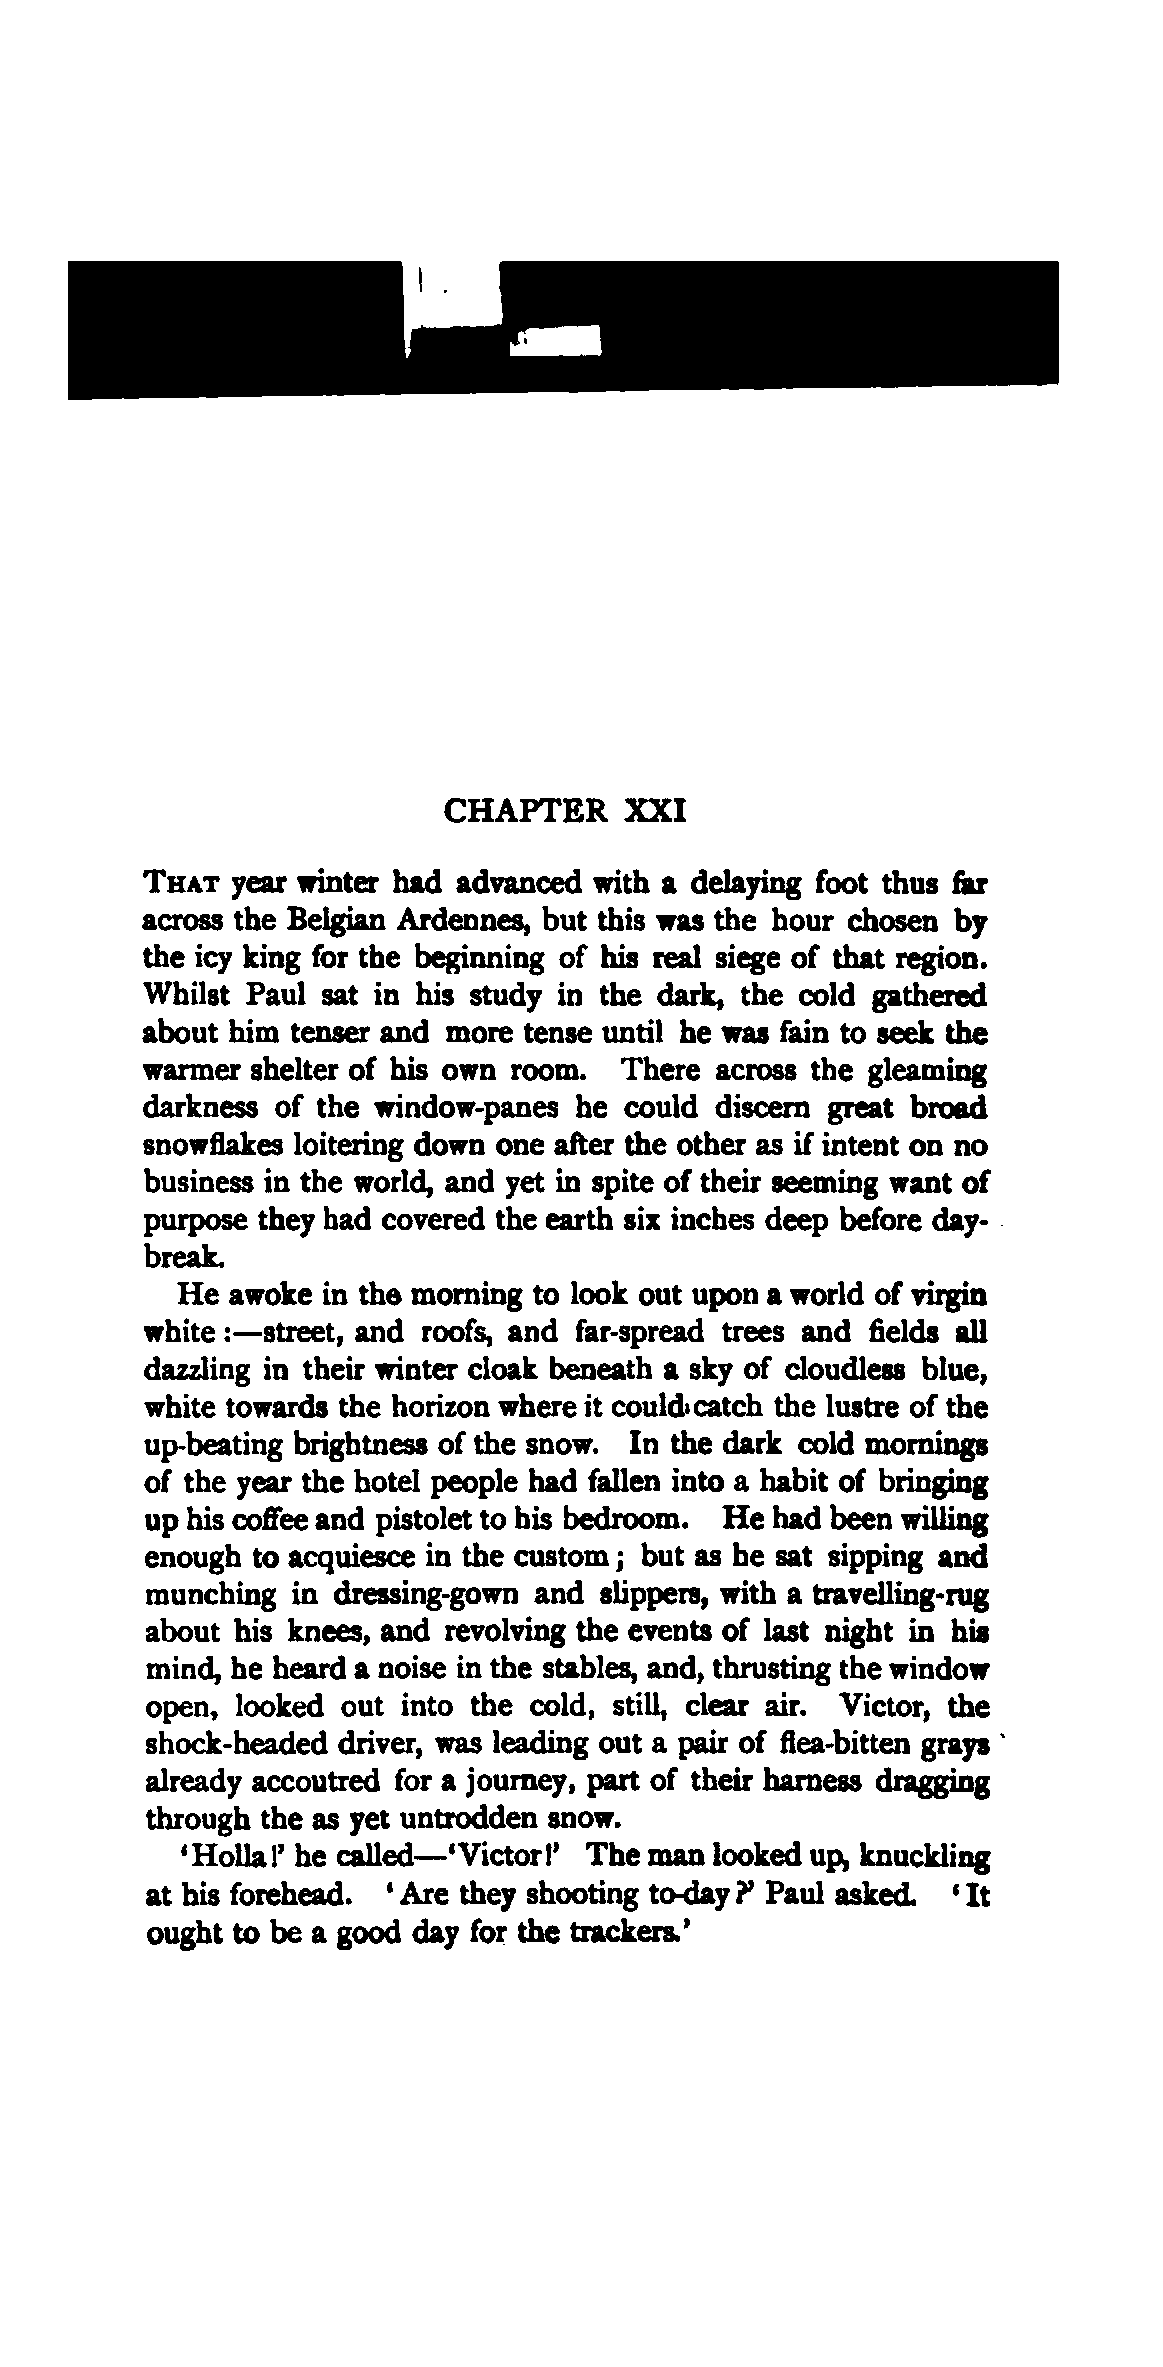 CHAPTER XXI
THAT year winter had advanced with a delaying foot thus far
across the Belgian Ardennes, but this was the hour chosen by
the icy king for the beginning of his real siege of that region.
Whilst Paul sat in his study in the dark, the cold gathered
about him tenser and more tense until he was fain to seek the
warmer shelter of his own room. There across the gleaming
darkness of the window-panes he could discern great broad
snowflakes loitering down one after the other as if intent on no
business in the world, and yet in spite of their seeming want of
purpose they had covered the earth six inches deep before day-
break.
He awoke in the morning to look out upon a world of virgin
white :—street, and roofs, and far-spread trees and fields all
dazzling in their winter cloak beneath a sky of cloudless blue,
white towards the horizon where it could catch the lustre of the
up-beating brightness of the snow. In the dark cold mornings
of the year the hotel people had fallen into a habit of bringing
up his coffee and pistolet to his bedroom. He had been willing
enough to acquiesce in the custom ; but as he sat sipping and
munching in dressing-gown and slippers, with a travelling-rug
about his knees, and revolving the events of last night in his
mind, he heard a noise in the stables, and, thrusting the window
open, looked out into the cold, still, clear air. Victor, the
shock-headed driver, was leading out a pair of flea-bitten grays
already accoutred for a journey, part of their harness dragging
through the as yet untrodden snow.
'Holla!' he called—'Victor!' The man looked up, knuckling
at his forehead. 'Are they shooting to-day?' Paul asked. 'It
ought to be a good day for the trackers.'